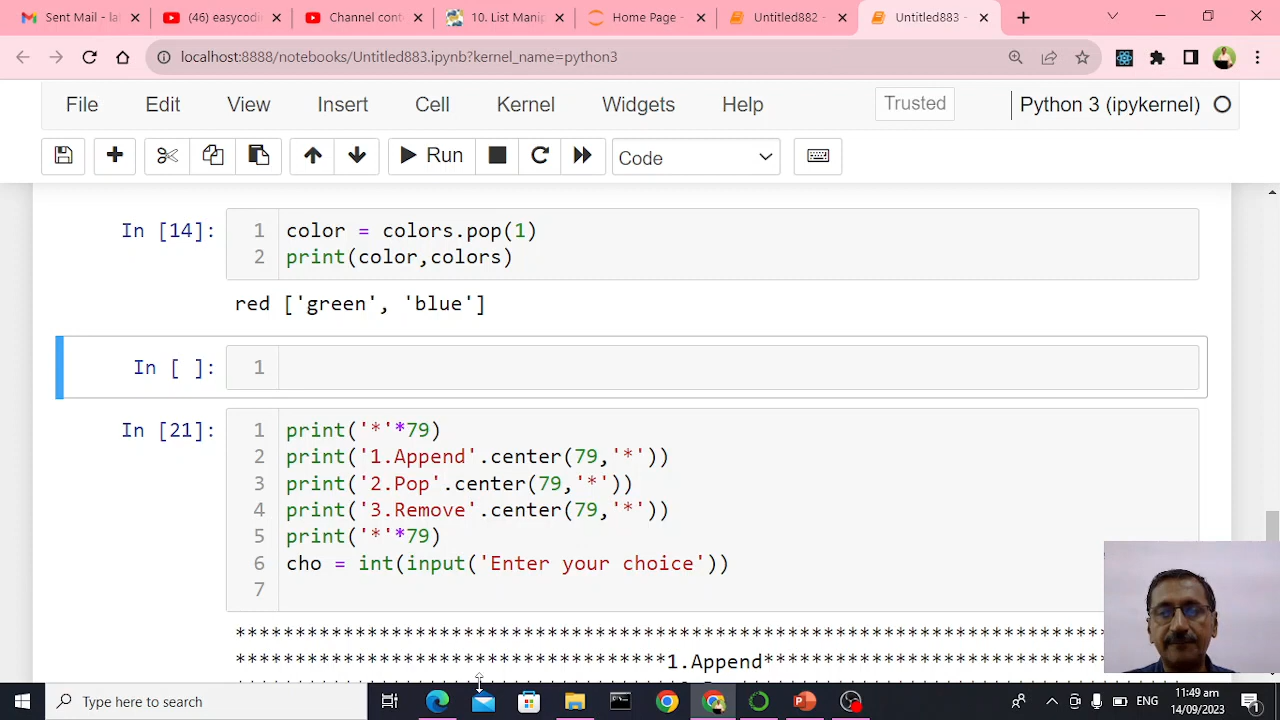 Sent Mail - la
(46) easycodi
Channel cont
10. List Manip
Home Page -
Untitled882 -
Untitled883 -
localhost:8888/notebooks/Untitled883.ipynb?kernel_name=python3
File Edit View Insert Cell Kernel Widgets Help
Trusted
Python 3 (ipykernel)
Run
Code
In [14]:
1 color = colors.pop(1)
2 print(color,colors)
red ['green', 'blue']
In [ ]:
1
In [21]:
1 print('*'*79)
2 print('1.Append'.center(79,'*'))
3 print('2.Pop'.center(79,'*'))
4 print('3.Remove'.center(79,'*'))
5 print('*'*79)
6 cho = int(input('Enter your choice'))
7
************************************************************************
************************************1.Append****************************
Type here to search
ENG
11:49 am
14/09/2023